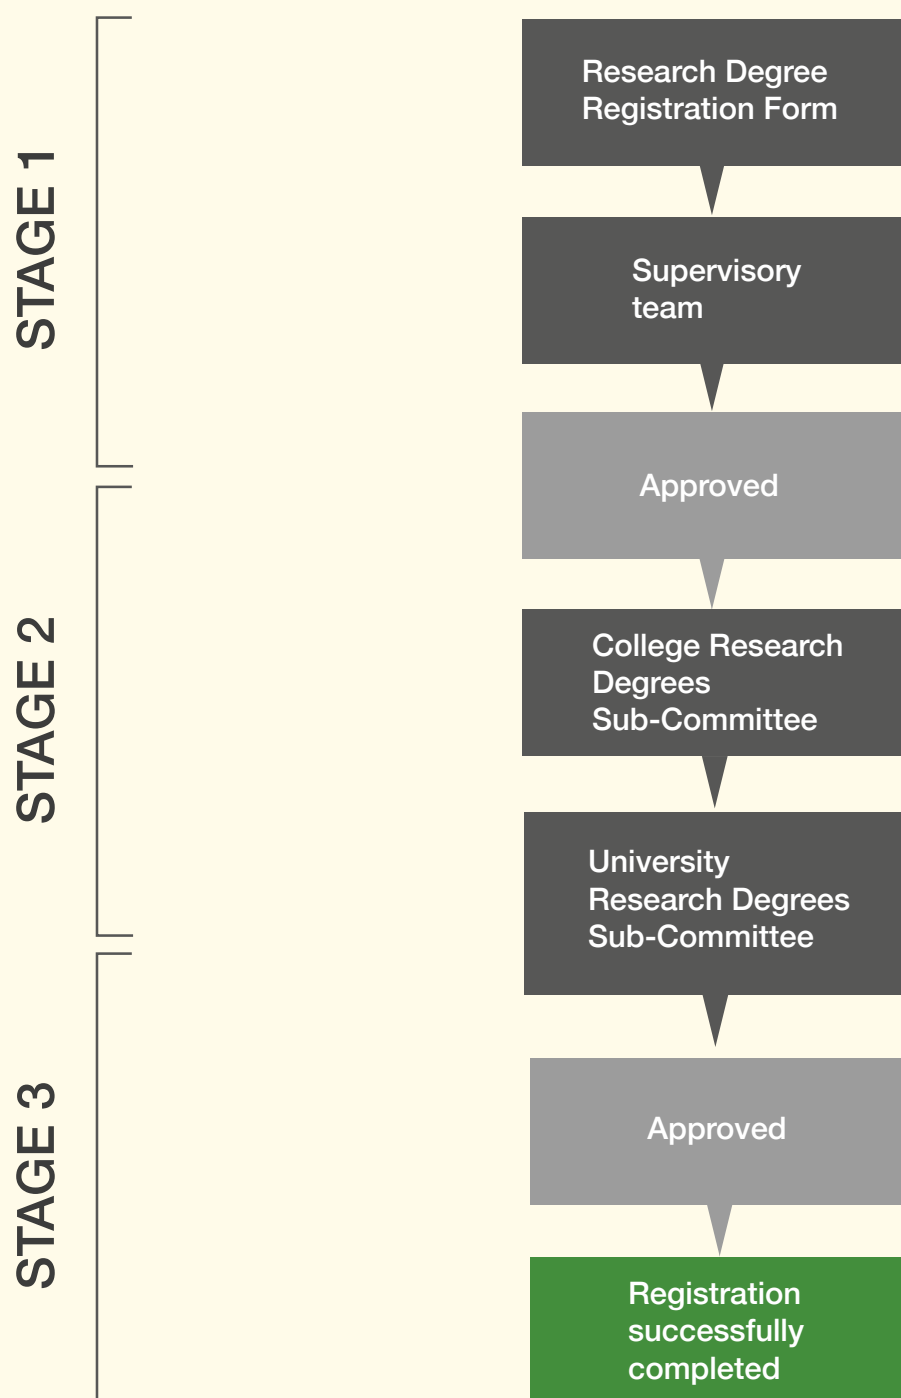 STAGE 1
Research Degree
Registration Form
Supervisory
team
Approved
STAGE 2
College Research
Degrees
Sub-Committee
University
Research Degrees
Sub-Committee
STAGE 3
Approved
Registration
successfully
completed